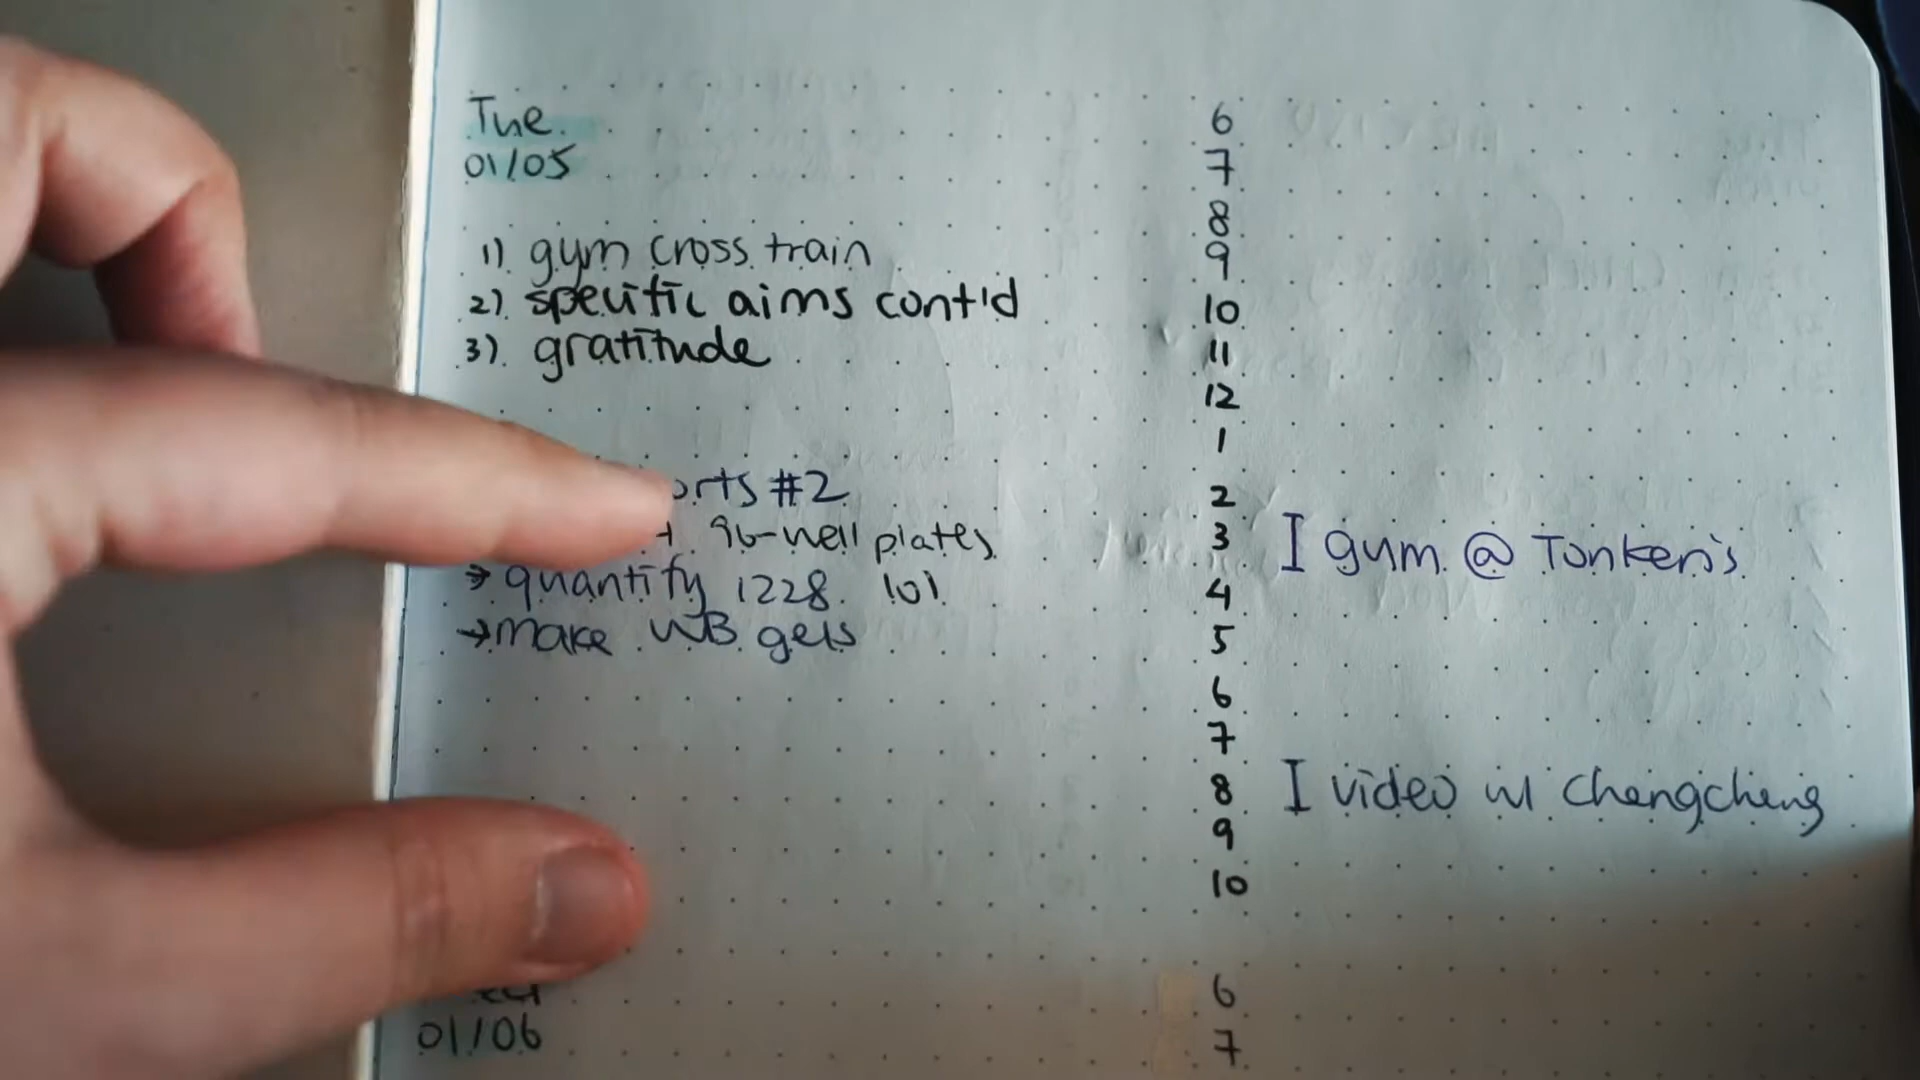 Tue
01/05
1) gym cross train
2) specific aims cont'd
3) gratitude
#2
96-well plates
→ quantify 1228 101
→ make WB gels
6
7
8
9
10
11
12
1
2
3 I gym @ Tonken's
4
5
6
7
8 I video w/ Chengcheng
9
10
01/06
6
7